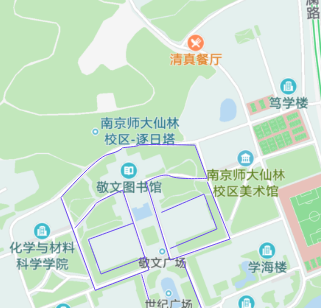 澜
路
清真餐厅
笃学楼
南京师大仙林
校区-逐日塔
敬文图书馆
南京师大仙林
校区美术馆
化学与材料
科学学院
敬文广场
学海楼
世纪广场